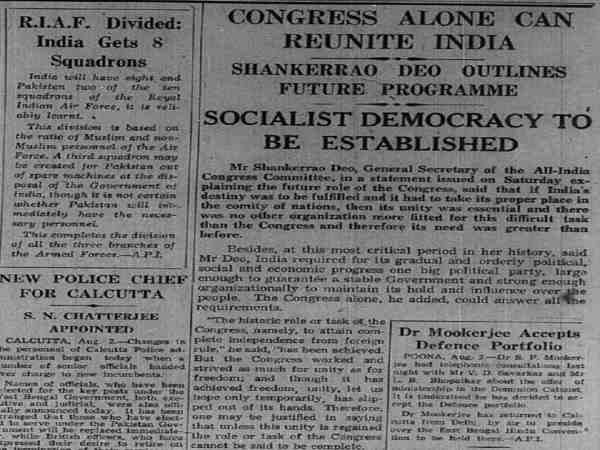 R.I.A.F. Divided:
India Gets 8
Squadrons
India will have eight and
Pakistan two of the ten
squadrons of the Royal
Indian Air Force, it is reli-
ably learnt.
This division is based on
the ratio of Muslim and non-
Muslim personnel of the Air
Force. A third squadron may
be created for Pakistan out
of spare machines at the dis-
posal of the Government of
India, though it is not certain
whether Pakistan will im-
mediately have the neces-
sary personnel.
This completes the division
of all the three branches of
the Armed Forces.—A.P.I.
NEW POLICE CHIEF
FOR CALCUTTA
S. N. CHATTERJEE
APPOINTED
CALCUTTA, Aug. 2.—Changes in
the personnel of Calcutta Police ad-
ministration began today when a
number of senior officials handed
over charge to new incumbents.
Names of officials, who have been
selected for the key posts under the
West Bengal Government, both exe-
cutive and judicial, were also offi-
cially announced today. It has been
arranged that those who have elect-
ed to serve under the Pakistan Gov-
ernment will be replaced immediate-
ly, while British officers, who have
expressed their desire to retire on
CONGRESS ALONE CAN
REUNITE INDIA
SHANKERRAO DEO OUTLINES
FUTURE PROGRAMME
SOCIALIST DEMOCRACY TO
BE ESTABLISHED
Mr Shankerrao Deo, General Secretary of the All-India
Congress Committee, in a statement issued on Saturday ex-
plaining the future role of the Congress, said that if India's
destiny was to be fulfilled and it had to take its proper place in
the comity of nations, then its unity was essential and there
was no other organization more fitted for this difficult task
than the Congress and therefore its need was greater than
before.
Besides, at this most critical period in her history, said
Mr Deo, India required for its gradual and orderly political,
social and economic progress one big political party, large
enough to guarantee a stable Government and strong enough
organizationally to maintain its hold and influence over the
people. The Congress alone, he added, could answer all the
requirements.
"The historic role or task of the
Congress, namely, to attain com-
plete independence from foreign
rule," he said, "has been achieved.
But the Congress worked and
strived as much for unity as for
freedom; and though it has
achieved freedom, unity, let us
hope only temporarily, has slip-
ped out of its hands. Therefore,
one may be justified in saying
that unless this unity is regained
the role or task of the Congress
cannot be said to be complete.
Dr Mookerjee Accepts
Defence Portfolio
POONA, Aug. 2.—Dr S. P. Mooker-
jee had telephonic consultations last
night with Mr V. D. Savarkar and Mr
L. B. Bhopatkar about the offer of
ministership in the Dominion Cabinet.
It is understood he has decided to ac-
cept the Defence portfolio.
Dr Mookerjee has returned to Cal-
cutta from Delhi, by air to preside
over the East Bengal Hindu Conven-
tion to be held there.—A.P.I.